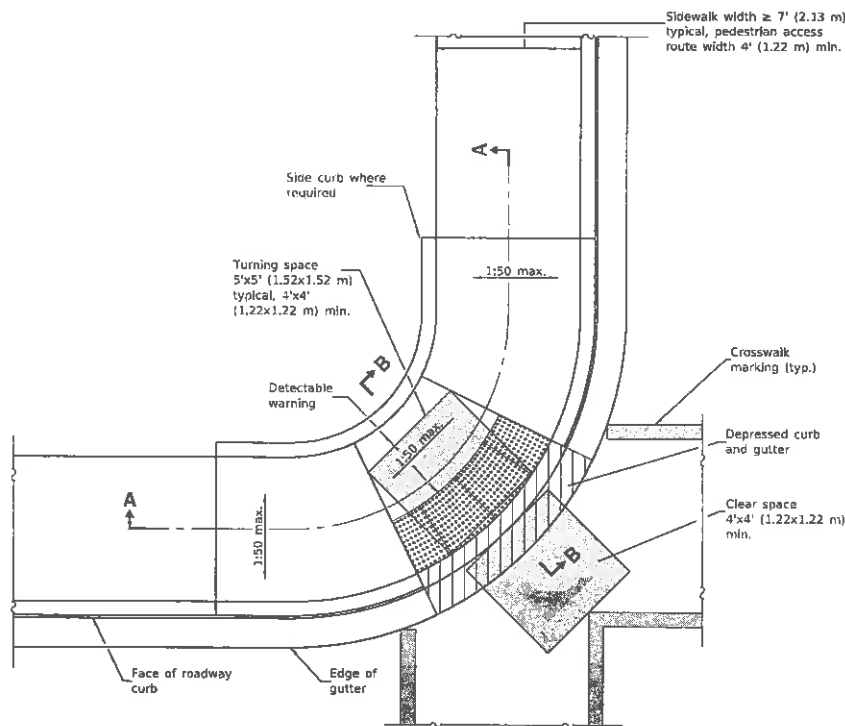 Sidewalk width ≥ 7' (2.13 m)
typical, pedestrian access
route width 4' (1.22 m) min.
A
Side curb where
required
Turning space
5'x5' (1.52x1.52 m)
typical, 4'x4'
(1.22x1.22 m) min.
1:50 max.
B
Crosswalk
marking (typ.)
Detectable
warning
1:50 max.
Depressed curb
and gutter
A
1:50 max.
Clear space
4'x4' (1.22x1.22 m)
min.
B
Face of roadway
curb
Edge of
gutter